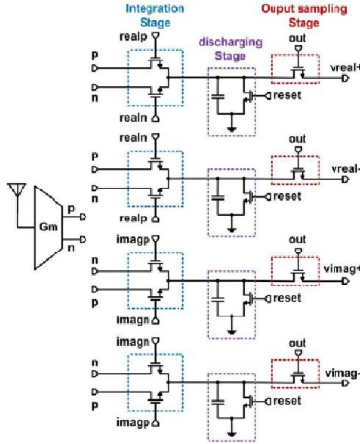 Integration
Stage
Ouput sampling
Stage
realp
discharging
Stage
out
p
vreal+
n
reset
realn
realn
out
p
vreal-
n
reset
realp
Gm
p
n
imagp
out
n
vimag+
p
reset
imagn
imagn
out
n
vimag-
p
reset
imagp